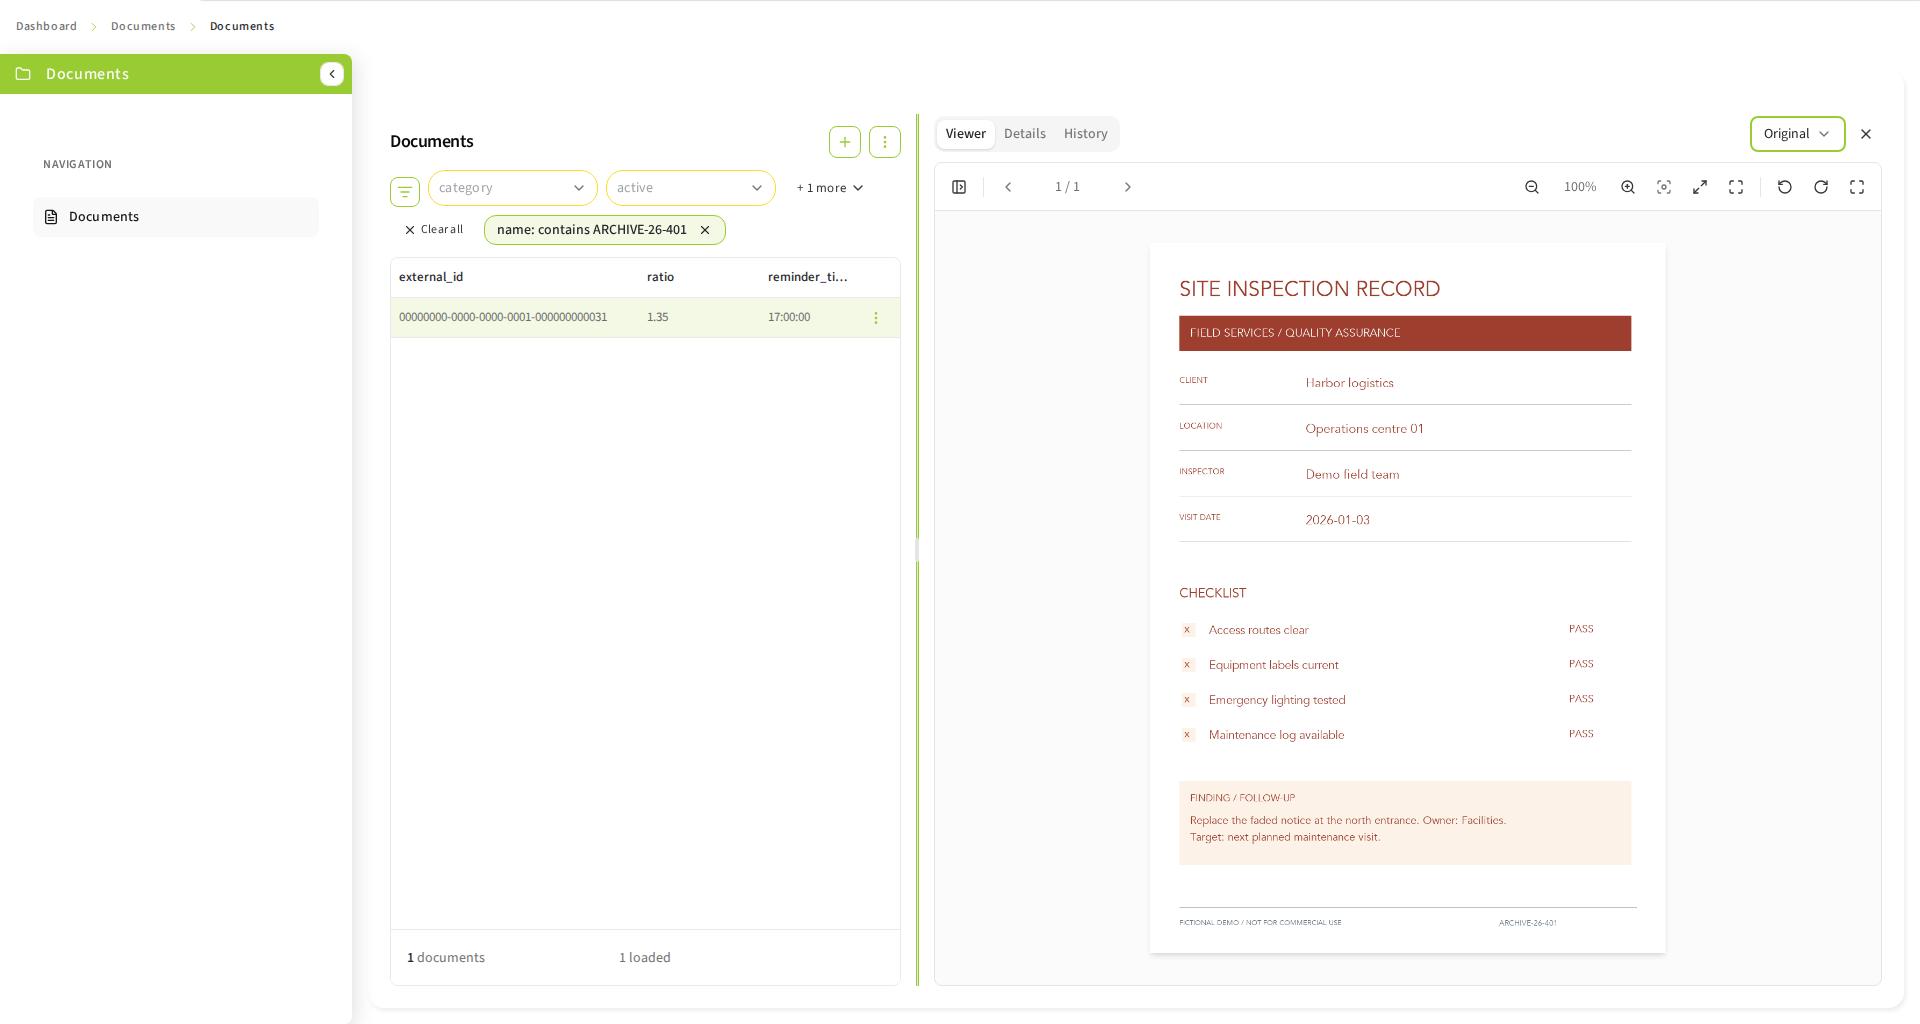 Dashboard > Documents > Documents
Documents
NAVIGATION
Documents
Documents
category
active
+ 1 more
Clear all
name: contains ARCHIVE-26-401
external_id ratio reminder_ti...
00000000-0000-0000-0001-000000000031 1.35 17:00:00
1 documents 1 loaded
Viewer Details History
Original
1 / 1
100%
SITE INSPECTION RECORD
FIELD SERVICES / QUALITY ASSURANCE
CLIENT Harbor logistics
LOCATION Operations centre 01
INSPECTOR Demo field team
VISIT DATE 2026-01-03
CHECKLIST
x Access routes clear PASS
x Equipment labels current PASS
x Emergency lighting tested PASS
x Maintenance log available PASS
FINDING / FOLLOW-UP
Replace the faded notice at the north entrance. Owner: Facilities.
Target: next planned maintenance visit.
FICTIONAL DEMO / NOT FOR COMMERCIAL USE ARCHIVE-26-401